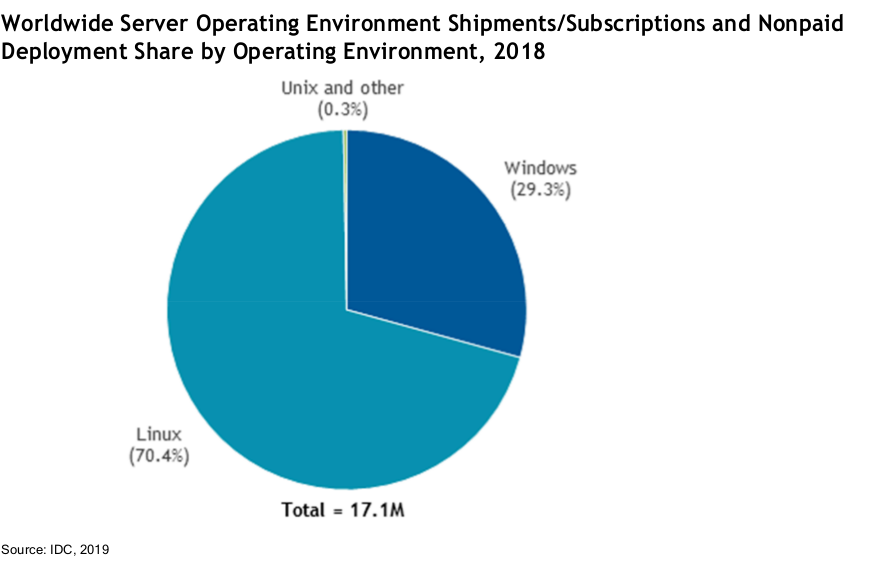 Worldwide Server Operating Environment Shipments/Subscriptions and Nonpaid
Deployment Share by Operating Environment, 2018
Unix and other
(0.3%)
Windows
(29.3%)
Linux
(70.4%)
Total = 17.1M
Source: IDC, 2019